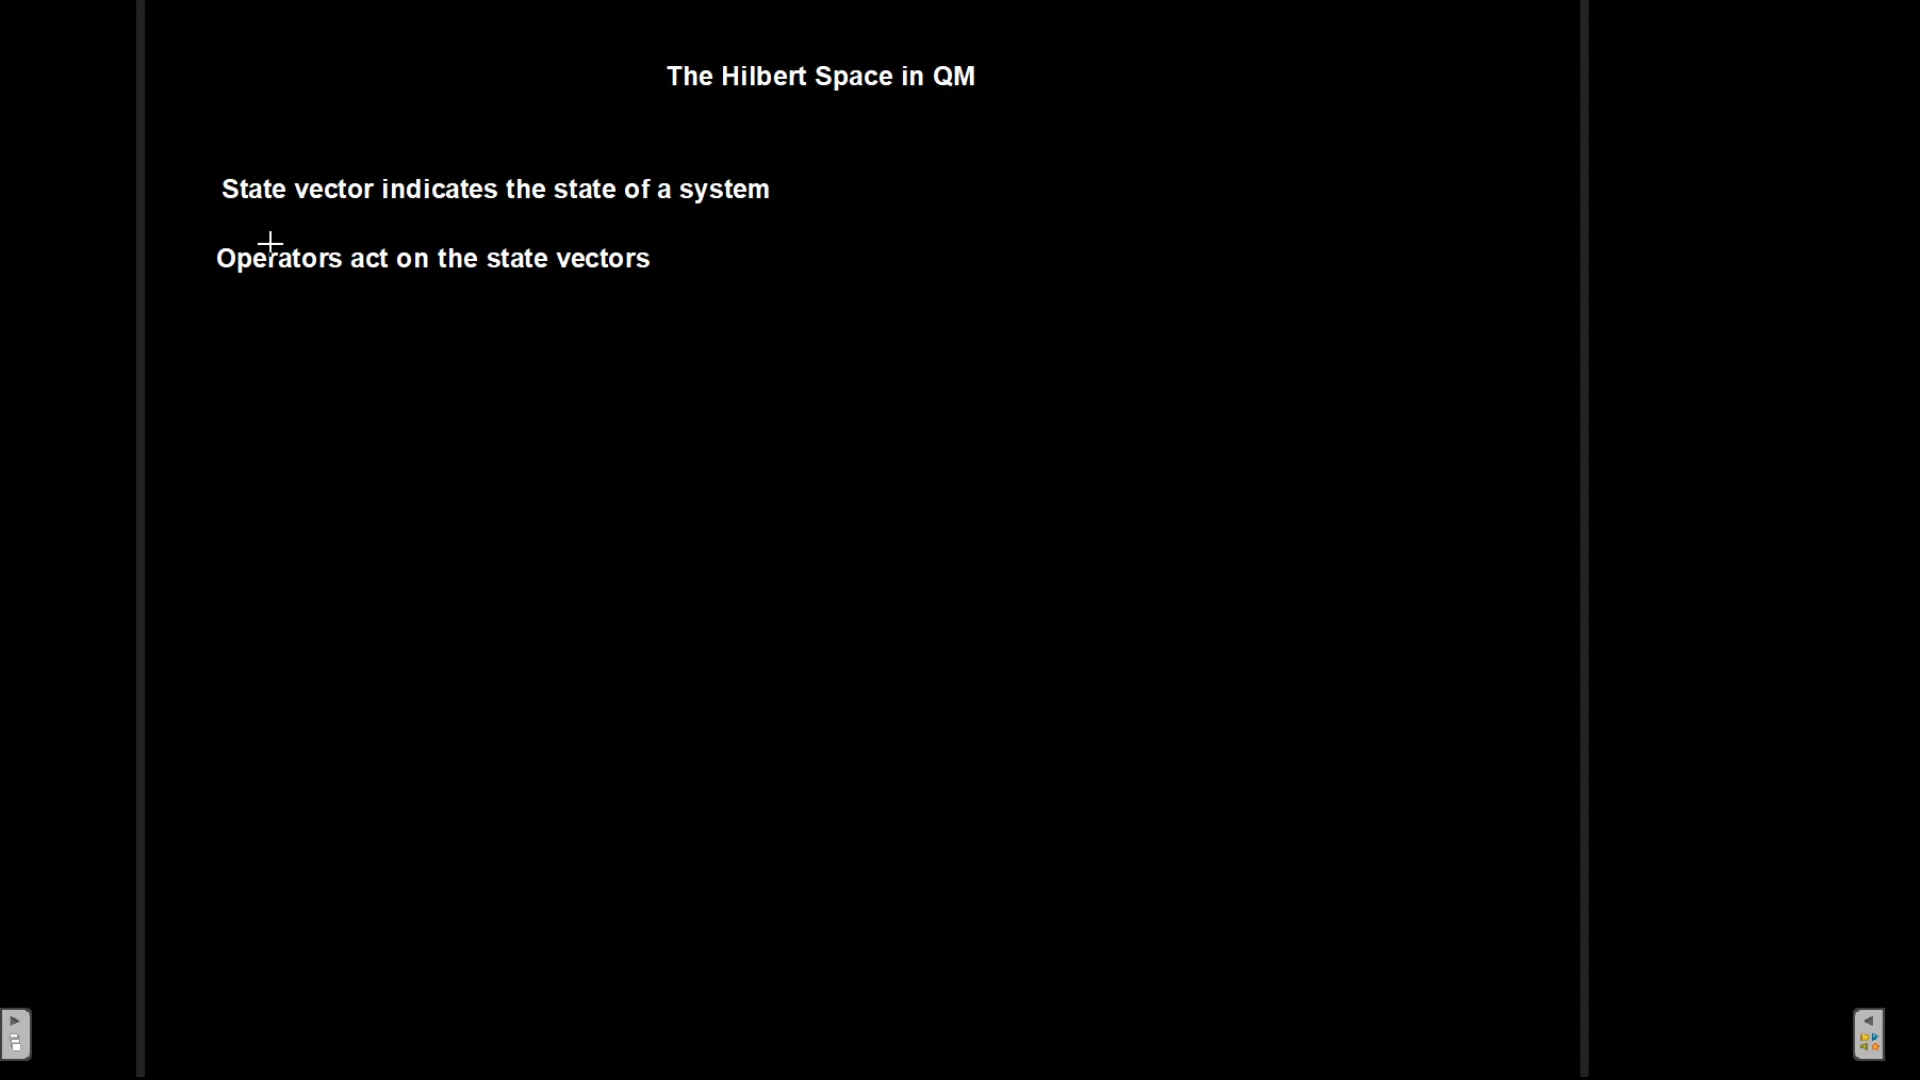 The Hilbert Space in QM
State vector indicates the state of a system
Operators act on the state vectors